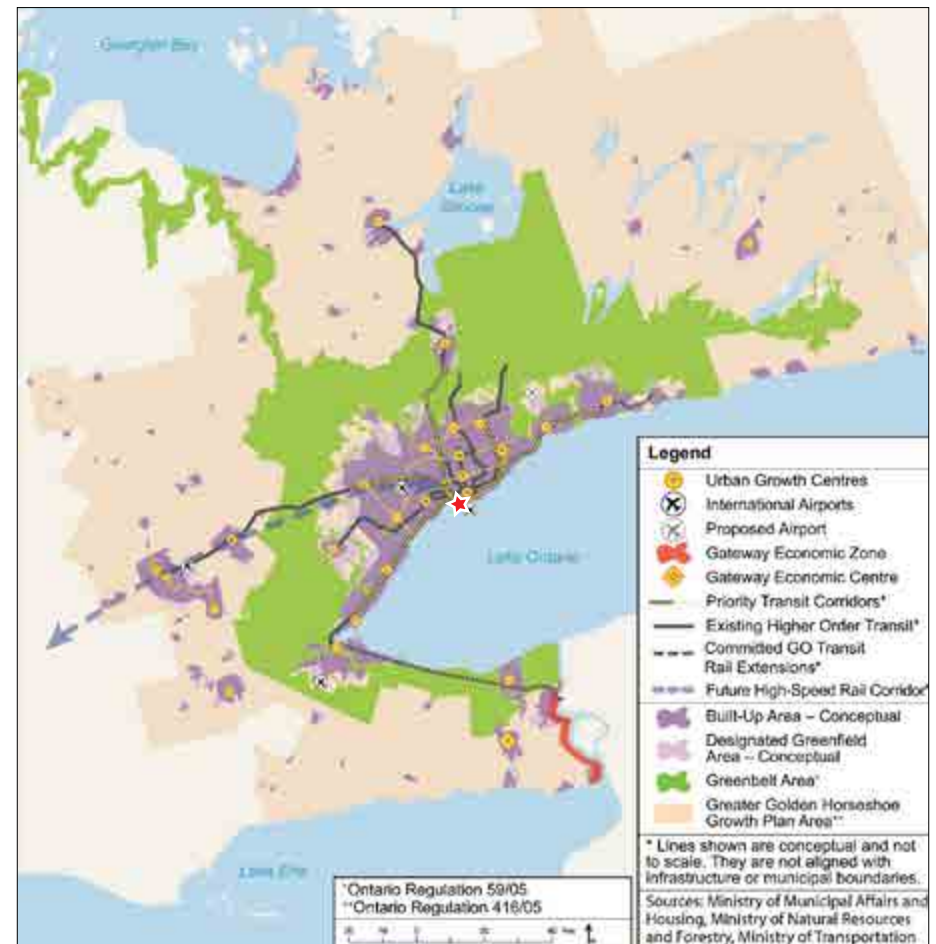 Georgian Bay
Lake
Simcoe
Lake Ontario
Lake Erie
Legend
Urban Growth Centres
International Airports
Proposed Airport
Gateway Economic Zone
Gateway Economic Centre
Priority Transit Corridors*
Existing Higher Order Transit*
Committed GO Transit
Rail Extensions*
Future High-Speed Rail Corridor*
Built-Up Area – Conceptual
Designated Greenfield
Area – Conceptual
Greenbelt Area*
Greater Golden Horseshoe
Growth Plan Area**
* Lines shown are conceptual and not
to scale. They are not aligned with
infrastructure or municipal boundaries.
Sources: Ministry of Municipal Affairs and
Housing, Ministry of Natural Resources
and Forestry, Ministry of Transportation
*Ontario Regulation 59/05
**Ontario Regulation 416/05